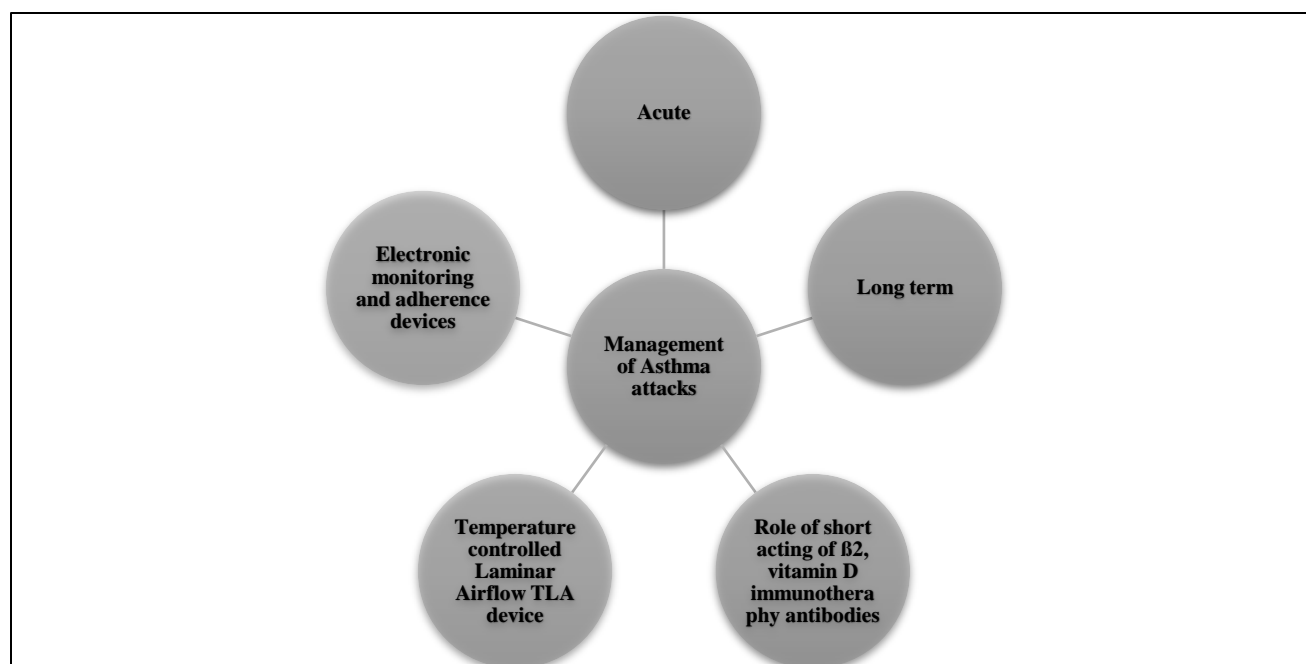 Acute
Long term
Role of short
acting of ß2,
vitamin D
immunothera
phy antibodies
Temperature
controlled
Laminar
Airflow TLA
device
Electronic
monitoring
and adherence
devices
Management
of Asthma
attacks